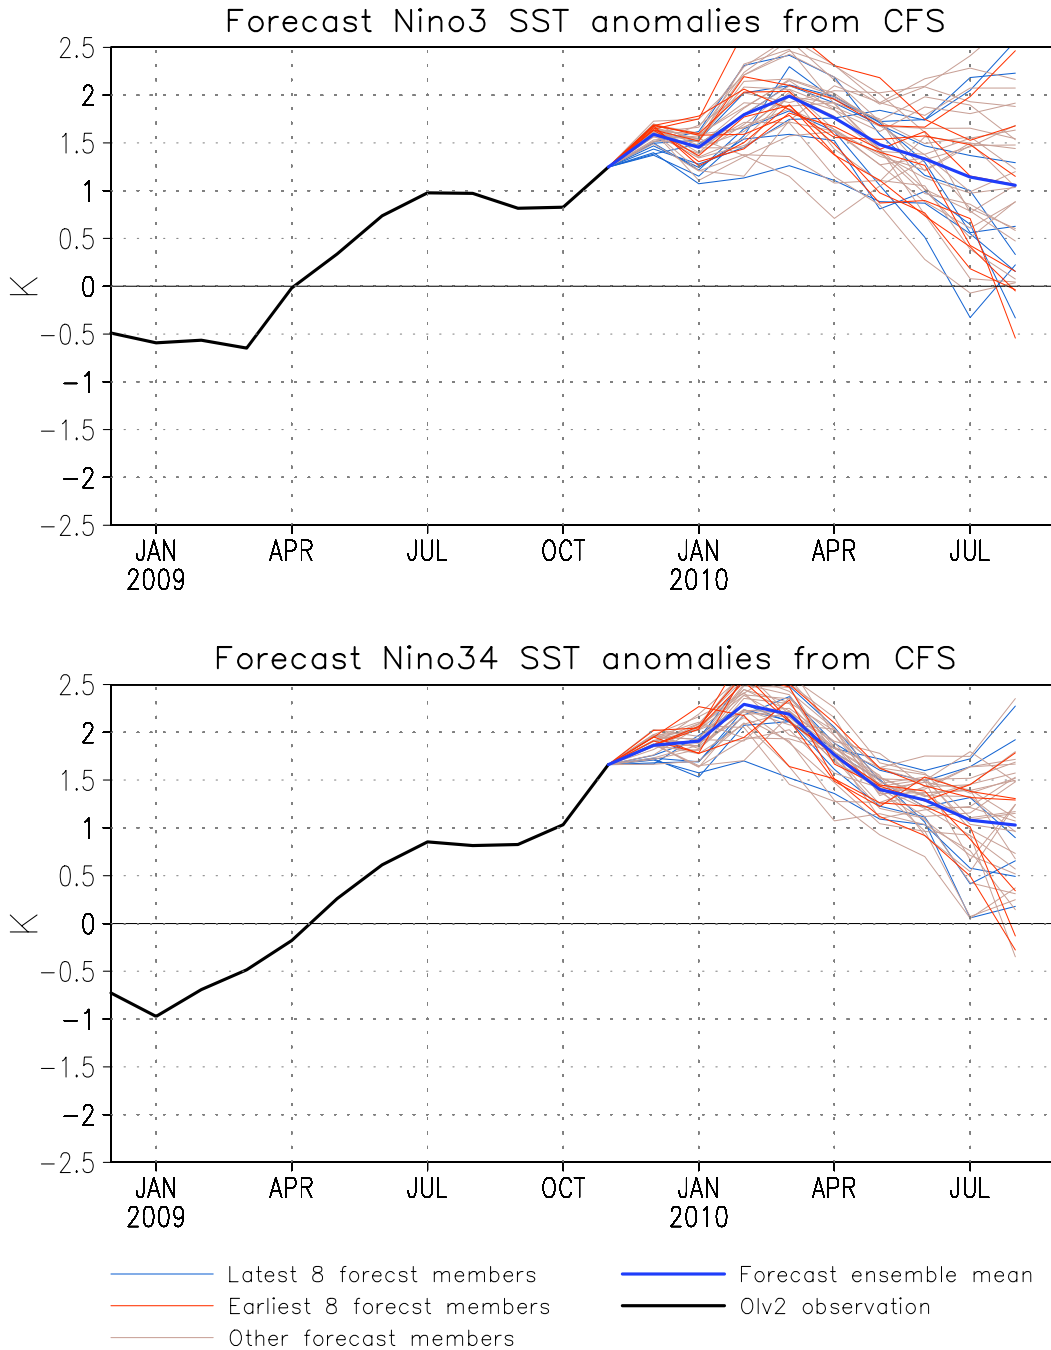 Forecast Nino3 SST anomalies from CFS
2.5
2
1.5
1
0.5
0
-0.5
-1
-1.5
-2
-2.5
K
JAN APR JUL OCT JAN APR JUL
2009 2010
Forecast Nino34 SST anomalies from CFS
2.5
2
1.5
1
0.5
0
-0.5
-1
-1.5
-2
-2.5
K
JAN APR JUL OCT JAN APR JUL
2009 2010
Latest 8 forecst members Forecast ensemble mean
Earliest 8 forecst members OIv2 observation
Other forecast members